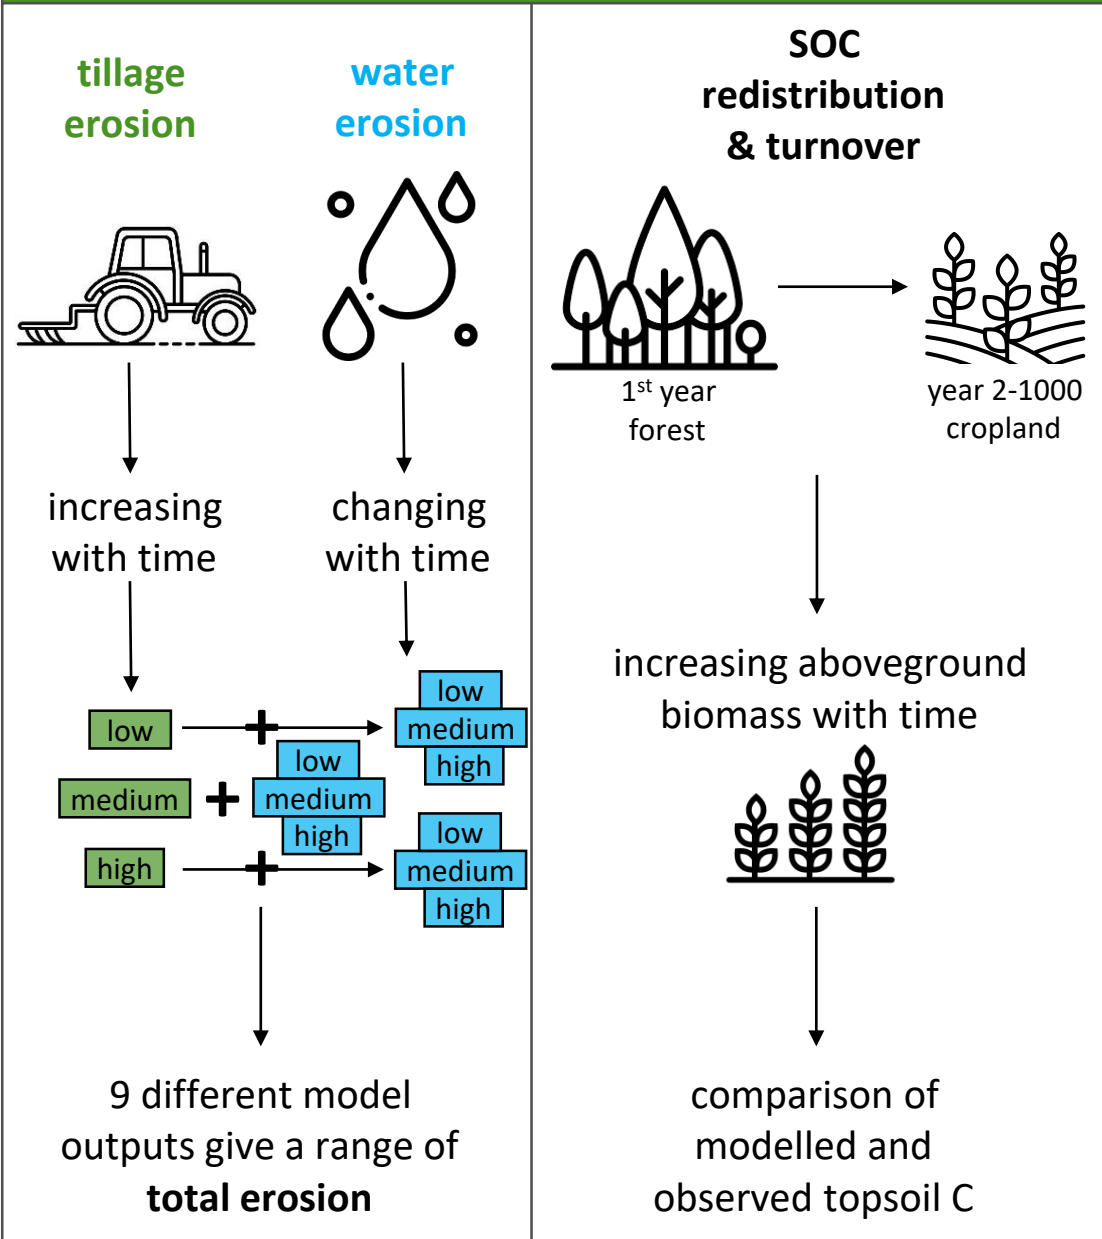 tillage
erosion
water
erosion
increasing
with time
changing
with time
low
medium
high
low
medium
high
low
medium
high
low
medium
high
9 different model
outputs give a range of
total erosion
SOC
redistribution
& turnover
1st year
forest
year 2-1000
cropland
increasing aboveground
biomass with time
comparison of
modelled and
observed topsoil C